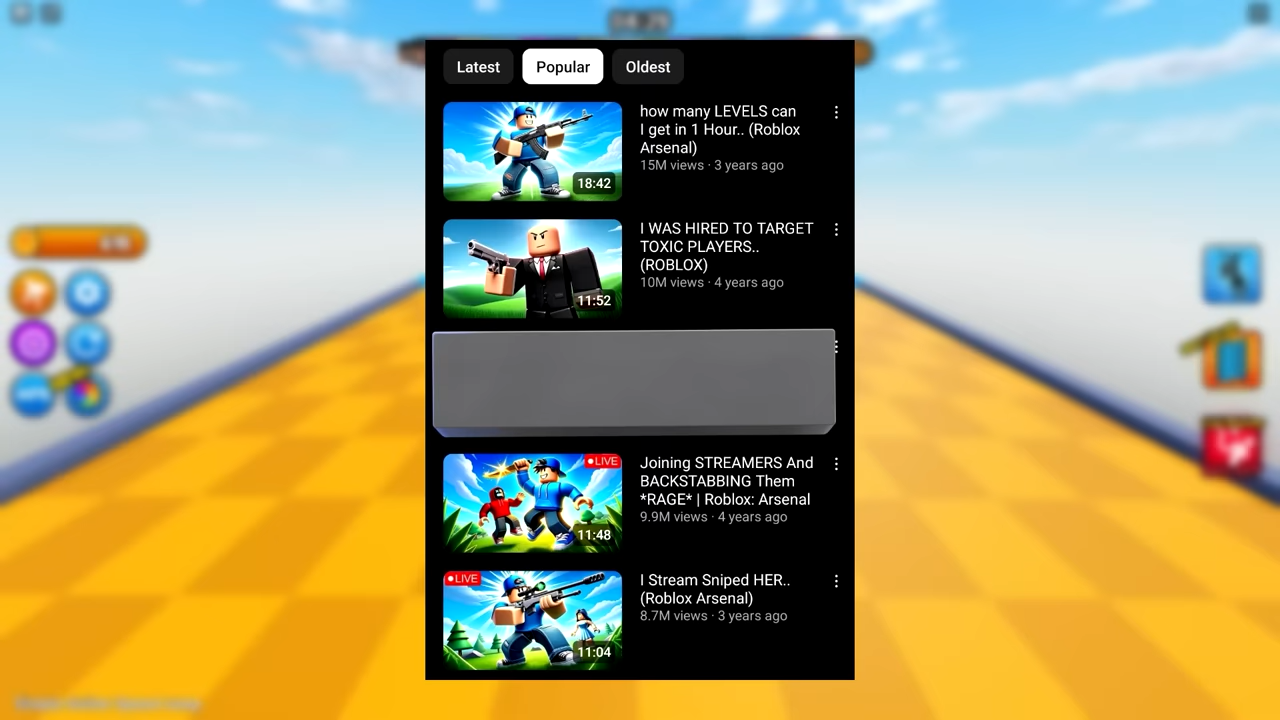 Latest
Popular
Oldest
how many LEVELS can
I get in 1 Hour.. (Roblox
Arsenal)
15M views · 3 years ago
18:42
I WAS HIRED TO TARGET
TOXIC PLAYERS..
(ROBLOX)
10M views · 4 years ago
11:52
LIVE
Joining STREAMERS And
BACKSTABBING Them
*RAGE* | Roblox: Arsenal
9.9M views · 4 years ago
11:48
LIVE
I Stream Sniped HER..
(Roblox Arsenal)
8.7M views · 3 years ago
11:04